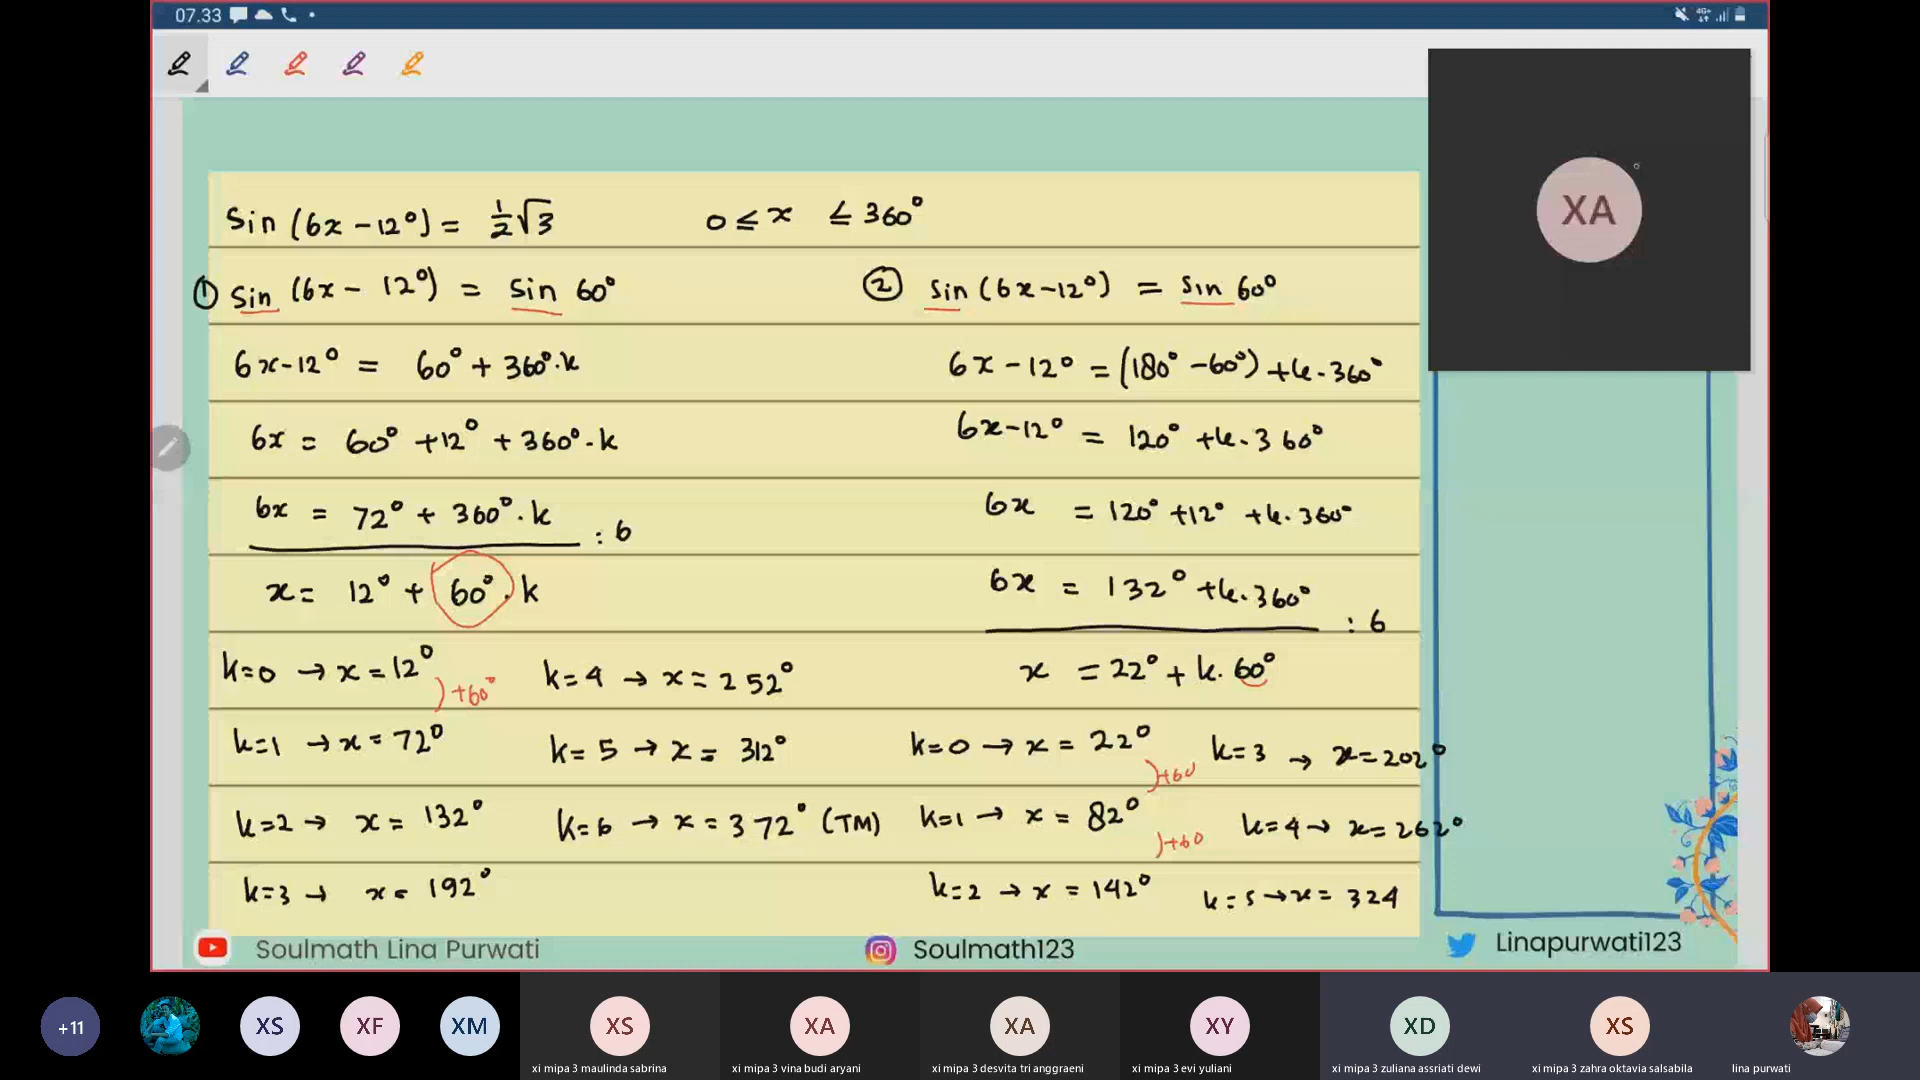 07.33
4G+
XA
Sin (6x - 12°) = ½√3 0 ≤ x ≤ 360°
① Sin (6x - 12°) = Sin 60°
6x-12° = 60° + 360°·k
6x = 60° +12° + 360°·k
6x = 72° + 360°·k : 6
x = 12° + 60°·k
k=0 → x = 12° )+60°
k=1 → x = 72°
k=2 → x = 132°
k=3 → x = 192°
k=4 → x = 252°
k=5 → x = 312°
k=6 → x = 372° (TM)
② Sin (6x-12°) = Sin 60°
6x - 12° = (180° - 60°) + k·360°
6x-12° = 120° + k·360°
6x = 120° +12° + k·360°
6x = 132° + k·360° : 6
x = 22° + k·60°
k=0 → x = 22° )+60
k=1 → x = 82° )+60
k=2 → x = 142°
k=3 → x = 202°
k=4 → x = 262°
k=5 → x = 324
Soulmath Lina Purwati
Soulmath123
Linapurwati123
+11
XS
XF
XM
XS
XA
XA
XY
XD
XS
xi mipa 3 maulinda sabrina
xi mipa 3 vina budi aryani
xi mipa 3 desvita tri anggraeni
xi mipa 3 evi yuliani
xi mipa 3 zuliana assriati dewi
xi mipa 3 zahra oktavia salsabila
lina purwati